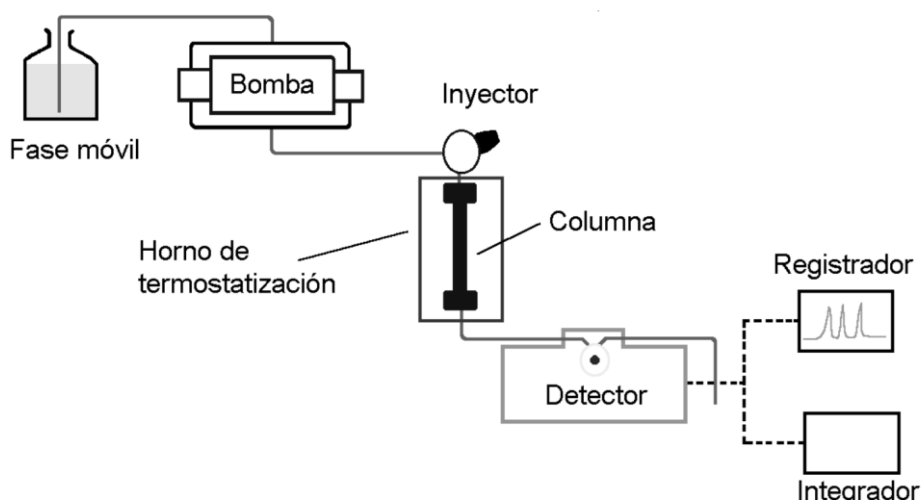 Bomba
Inyector
Fase móvil
Columna
Horno de
termostatización
Registrador
Detector
Integrador